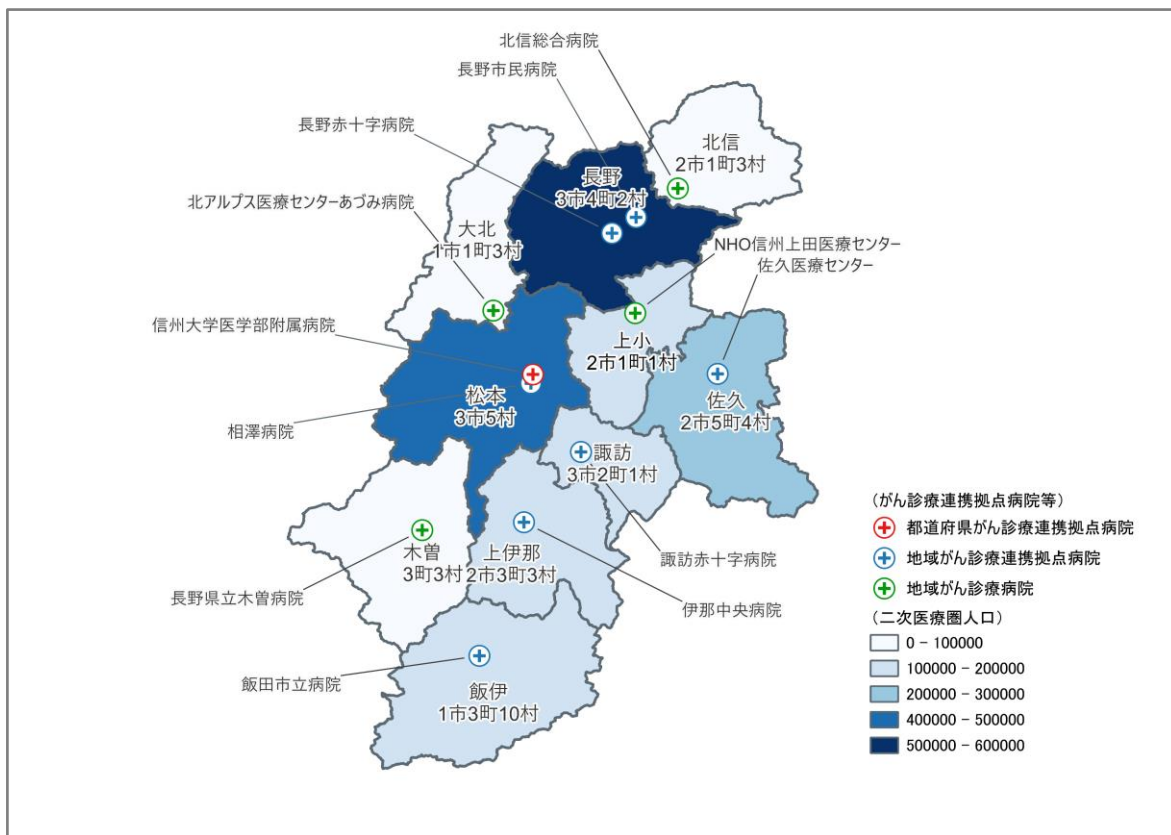 北信総合病院
長野市民病院
長野赤十字病院
北信
2市1町3村
長野
3市4町2村
北アルプス医療センターあづみ病院
大北
1市1町3村
NHO信州上田医療センター
佐久医療センター
信州大学医学部附属病院
上小
2市1町1村
松本
3市5村
佐久
2市5町4村
相澤病院
諏訪
3市2町1村
(がん診療連携拠点病院等)
都道府県がん診療連携拠点病院
地域がん診療連携拠点病院
地域がん診療病院
木曽
3町3村
上伊那
2市3町3村
諏訪赤十字病院
長野県立木曽病院
伊那中央病院
(二次医療圏人口)
0 - 100000
100000 - 200000
200000 - 300000
400000 - 500000
500000 - 600000
飯田市立病院
飯伊
1市3町10村